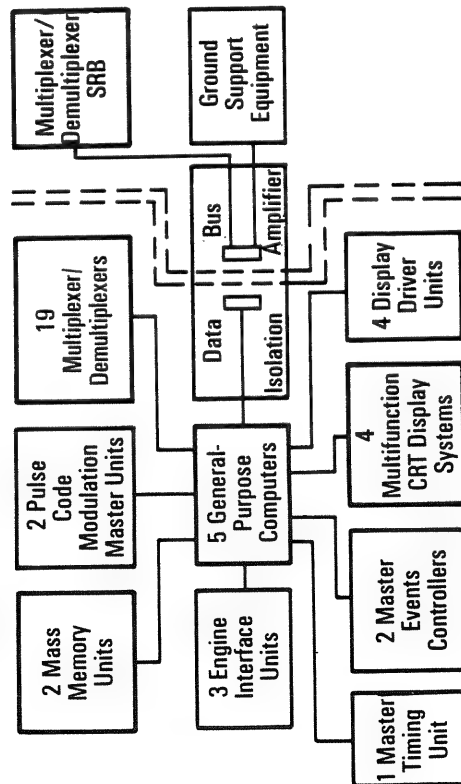 2 Mass
Memory
Units
2 Pulse
Code
Modulation
Master Units
19
Multiplexer/
Demultiplexers
Multiplexer/
Demultiplexer
SRB
3 Engine
Interface
Units
5 General-
Purpose
Computers
Data
Bus
Isolation
Amplifier
Ground
Support
Equipment
1 Master
Timing
Unit
2 Master
Events
Controllers
4
Multifunction
CRT Display
Systems
4 Display
Driver
Units